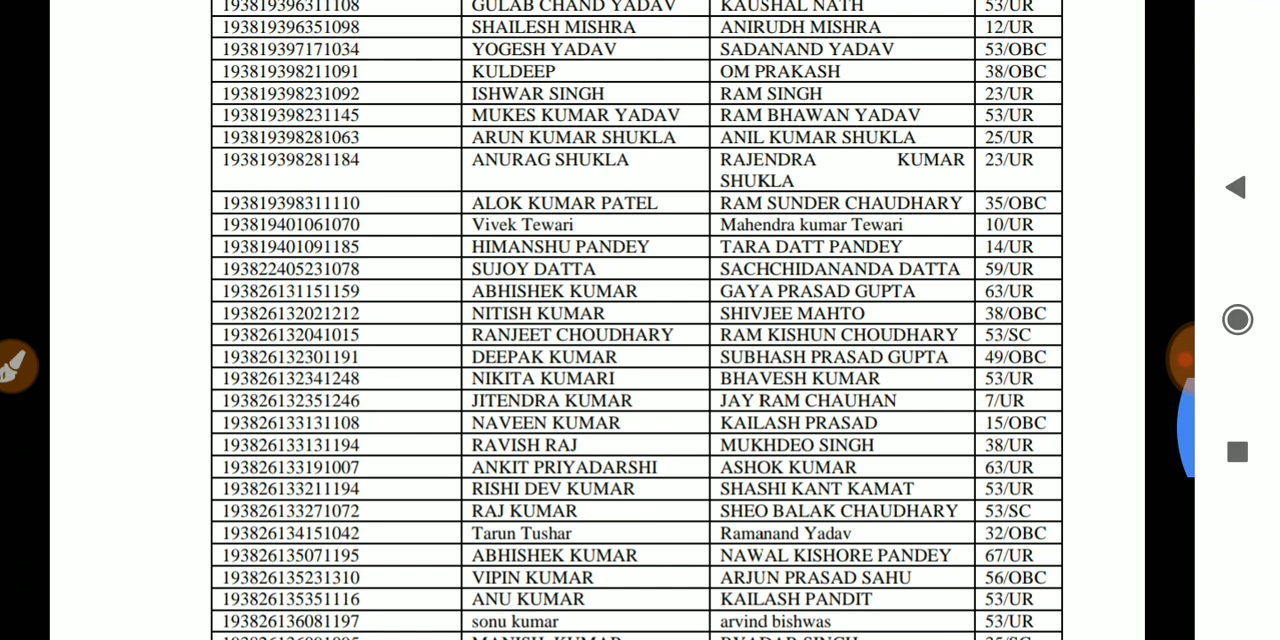 193819396311108 GULAB CHAND YADAV KAUSHAL NATH 53/UR
193819396351098 SHAILESH MISHRA ANIRUDH MISHRA 12/UR
193819397171034 YOGESH YADAV SADANAND YADAV 53/OBC
193819398211091 KULDEEP OM PRAKASH 38/OBC
193819398231092 ISHWAR SINGH RAM SINGH 23/UR
193819398231145 MUKES KUMAR YADAV RAM BHAWAN YADAV 53/UR
193819398281063 ARUN KUMAR SHUKLA ANIL KUMAR SHUKLA 25/UR
193819398281184 ANURAG SHUKLA RAJENDRA KUMAR 23/UR
SHUKLA
193819398311110 ALOK KUMAR PATEL RAM SUNDER CHAUDHARY 35/OBC
193819401061070 Vivek Tewari Mahendra kumar Tewari 10/UR
193819401091185 HIMANSHU PANDEY TARA DATT PANDEY 14/UR
193822405231078 SUJOY DATTA SACHCHIDANANDA DATTA 59/UR
193826131151159 ABHISHEK KUMAR GAYA PRASAD GUPTA 63/UR
193826132021212 NITISH KUMAR SHIVJEE MAHTO 38/OBC
193826132041015 RANJEET CHOUDHARY RAM KISHUN CHOUDHARY 53/SC
193826132301191 DEEPAK KUMAR SUBHASH PRASAD GUPTA 49/OBC
193826132341248 NIKITA KUMARI BHAVESH KUMAR 53/UR
193826132351246 JITENDRA KUMAR JAY RAM CHAUHAN 7/UR
193826133131108 NAVEEN KUMAR KAILASH PRASAD 15/OBC
193826133131194 RAVISH RAJ MUKHDEO SINGH 38/UR
193826133191007 ANKIT PRIYADARSHI ASHOK KUMAR 63/UR
193826133211194 RISHI DEV KUMAR SHASHI KANT KAMAT 53/UR
193826133271072 RAJ KUMAR SHEO BALAK CHAUDHARY 53/SC
193826134151042 Tarun Tushar Ramanand Yadav 32/OBC
193826135071195 ABHISHEK KUMAR NAWAL KISHORE PANDEY 67/UR
193826135231310 VIPIN KUMAR ARJUN PRASAD SAHU 56/OBC
193826135351116 ANU KUMAR KAILASH PANDIT 53/UR
193826136081197 sonu kumar arvind bishwas 53/UR